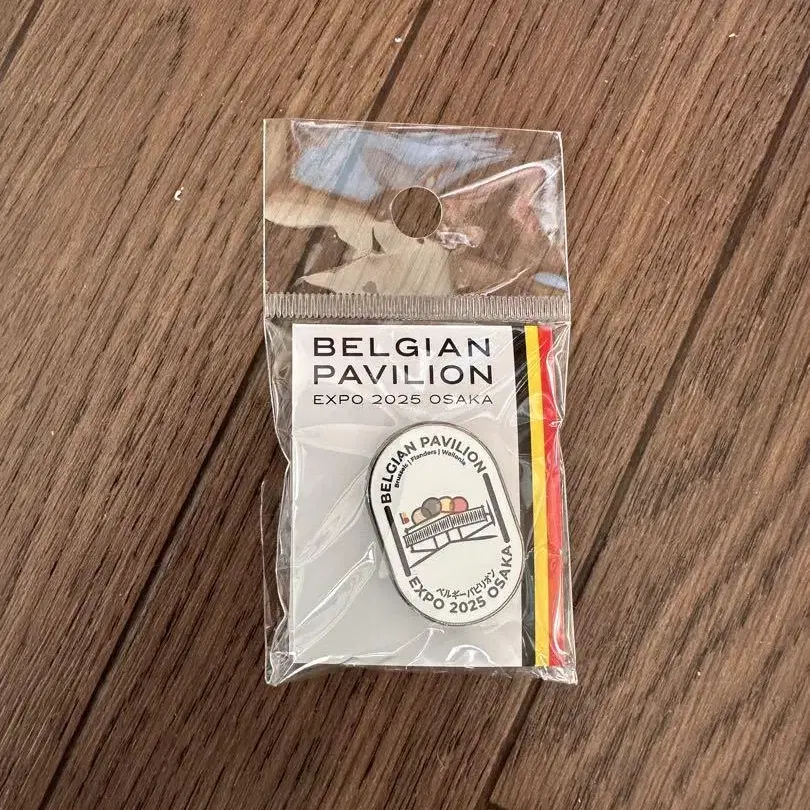 BELGIAN
PAVILION
EXPO 2025 OSAKA
BELGIAN PAVILION
Brussels | Flanders | Wallonie
ベルギーパビリオン
EXPO 2025 OSAKA